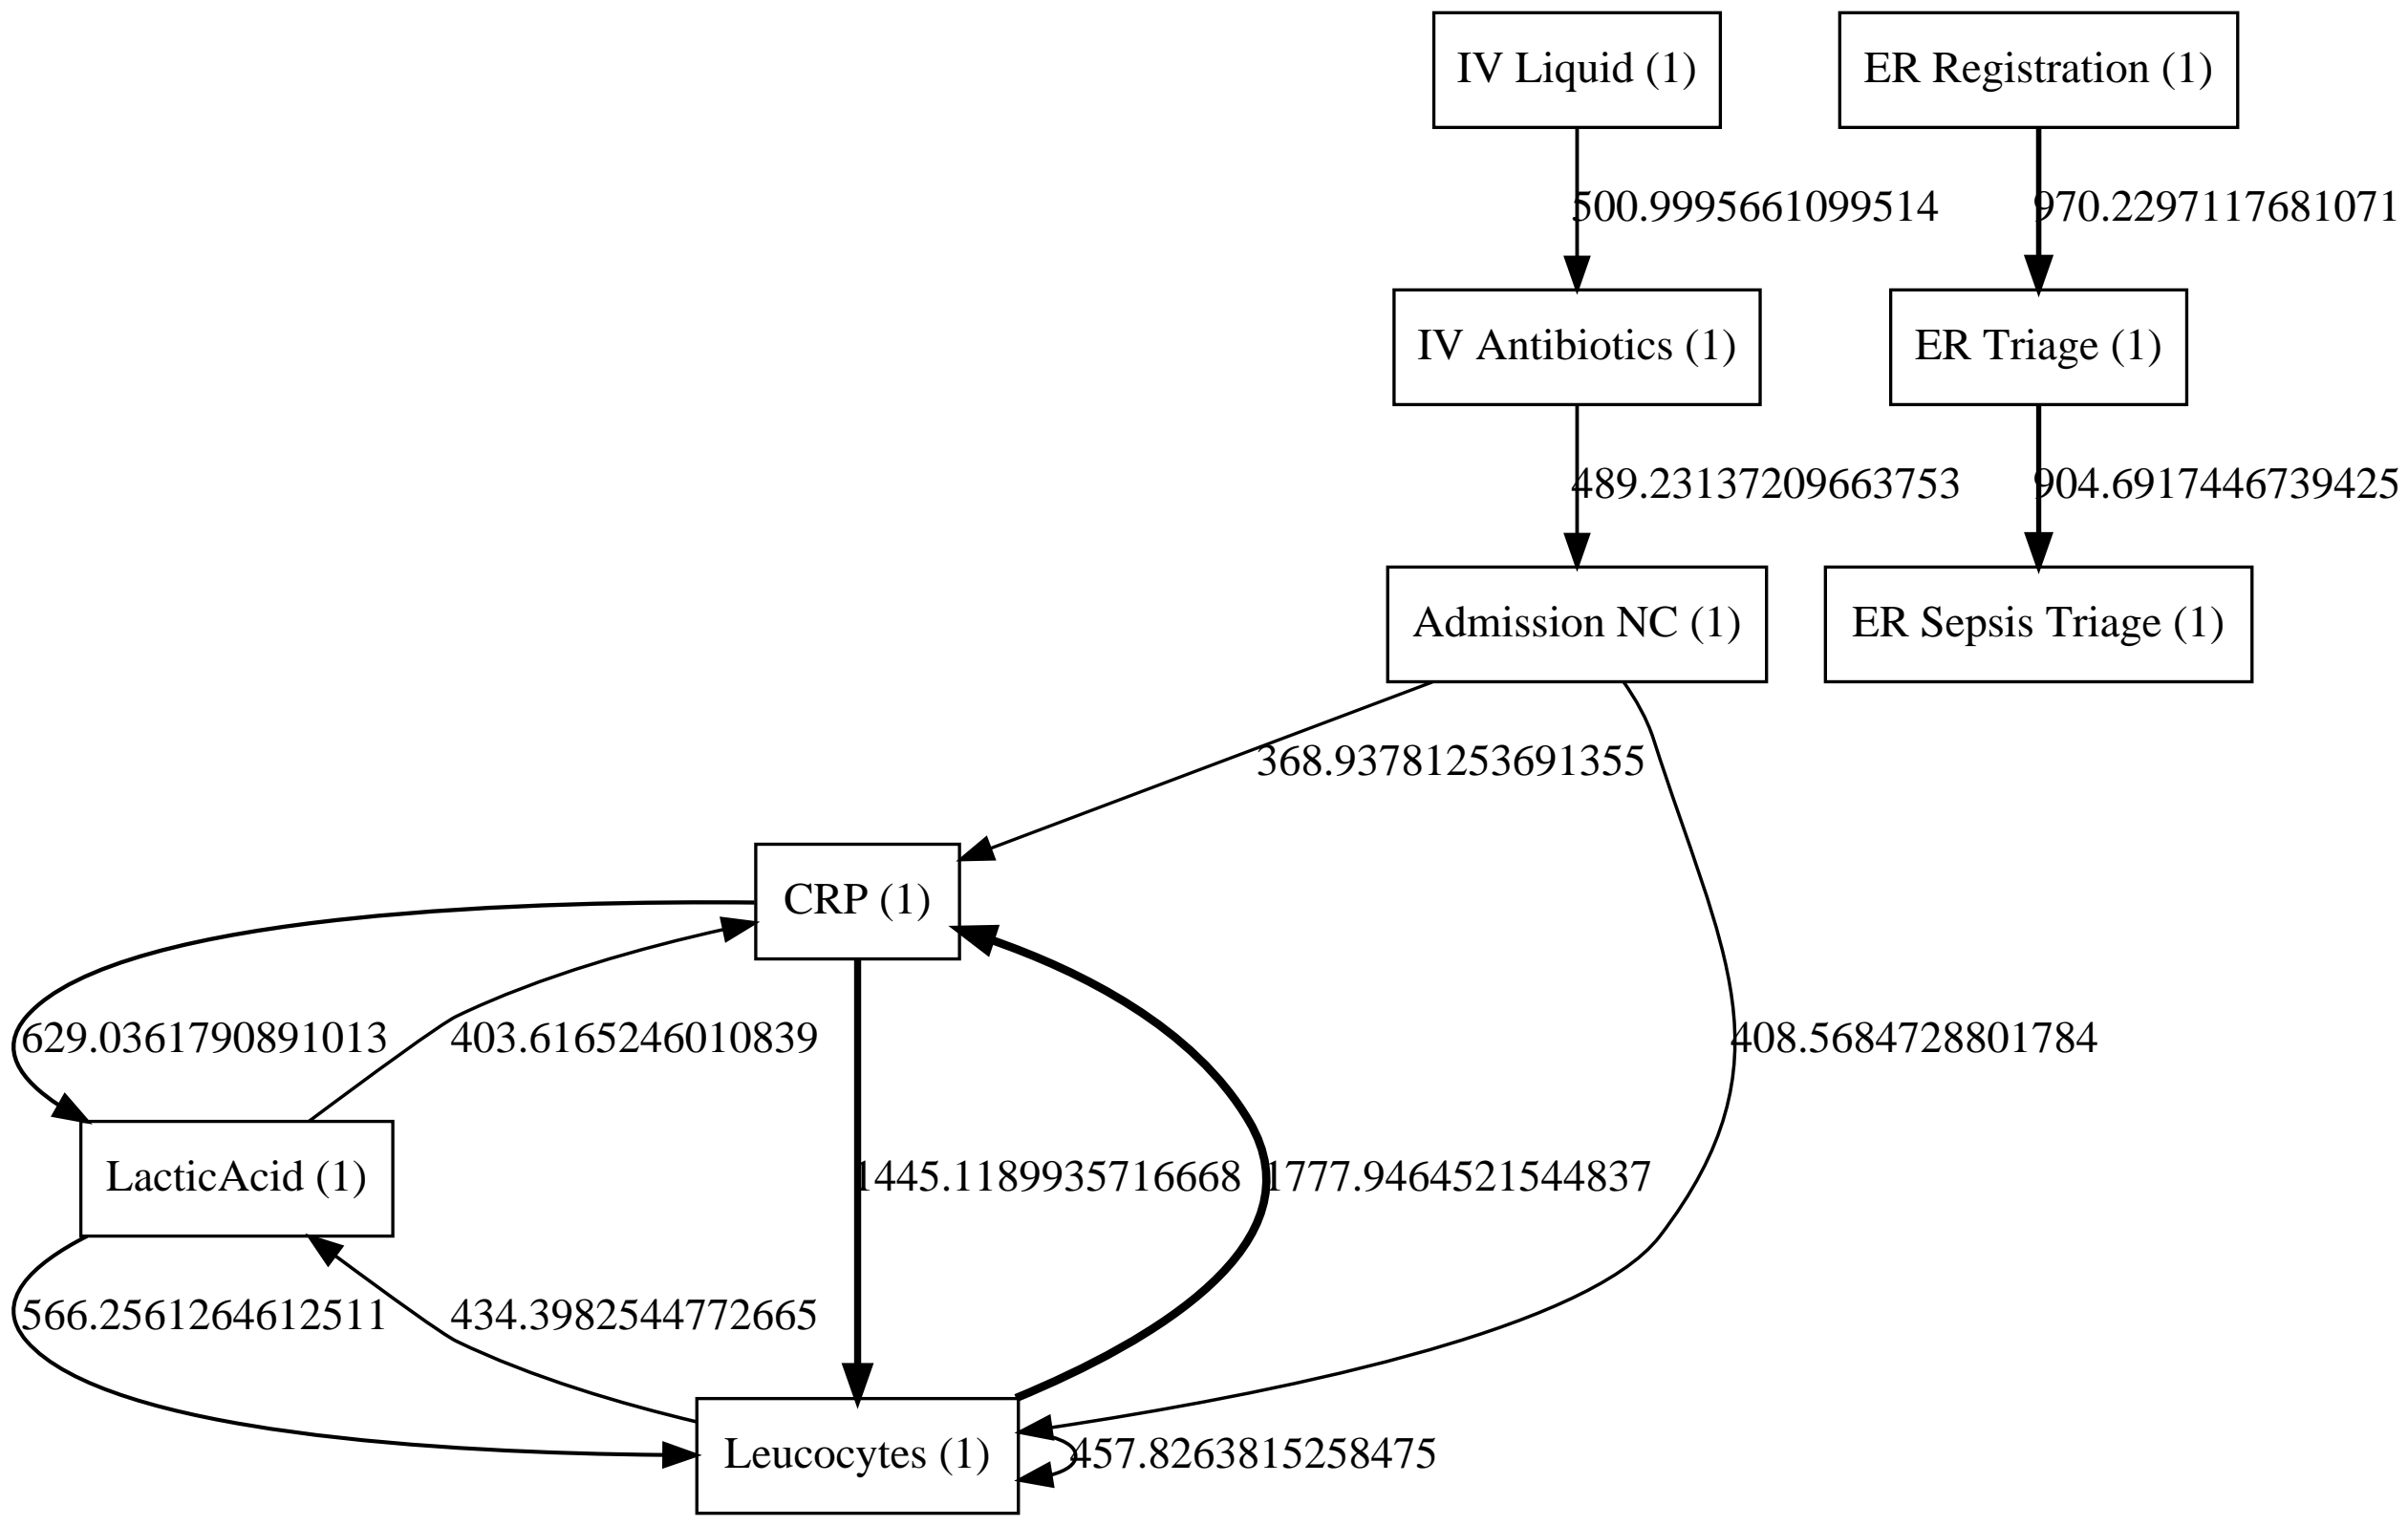 IV Liquid (1)
ER Registration (1)
500.9995661099514
970.2297117681071
IV Antibiotics (1)
ER Triage (1)
489.23137209663753
904.6917446739425
Admission NC (1)
ER Sepsis Triage (1)
368.93781253691355
CRP (1)
629.0361790891013
403.6165246010839
408.5684728801784
LacticAcid (1)
1445.1189935716668
1777.9464521544837
566.2561264612511
434.3982544772665
Leucocytes (1)
457.8263815258475